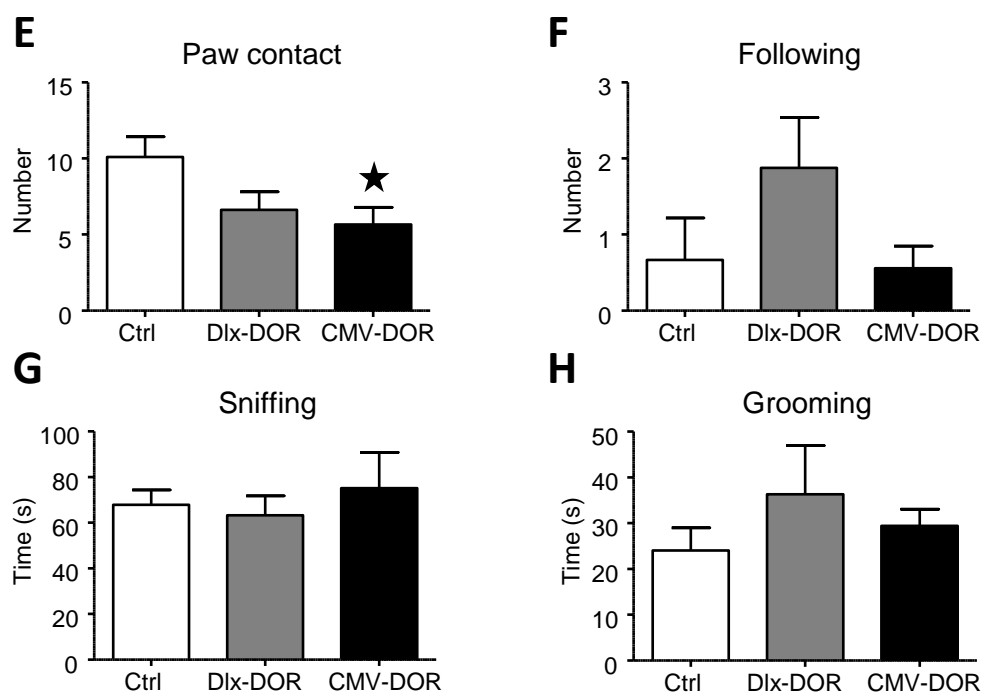 E
Paw contact
15
10
5
0
Number
★
Ctrl Dlx-DOR CMV-DOR
F
Following
3
2
1
0
Number
Ctrl Dlx-DOR CMV-DOR
G
Sniffing
100
80
60
40
20
0
Time (s)
Ctrl Dlx-DOR CMV-DOR
H
Grooming
50
40
30
20
10
0
Time (s)
Ctrl Dlx-DOR CMV-DOR